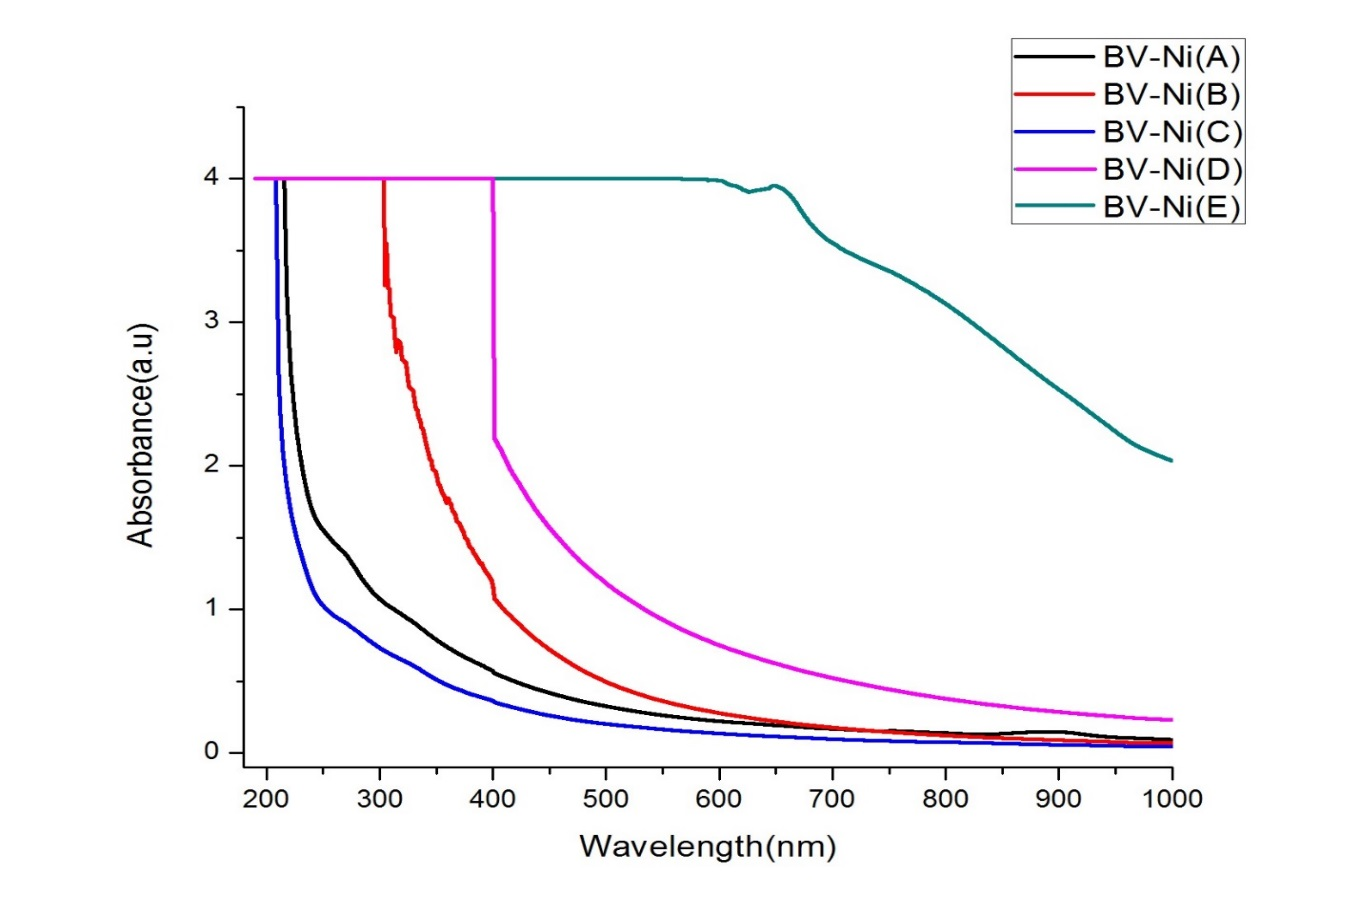 BV-Ni(A)
BV-Ni(B)
BV-Ni(C)
BV-Ni(D)
BV-Ni(E)
4
3
2
1
0
Absorbance(a.u)
200 300 400 500 600 700 800 900 1000
Wavelength(nm)